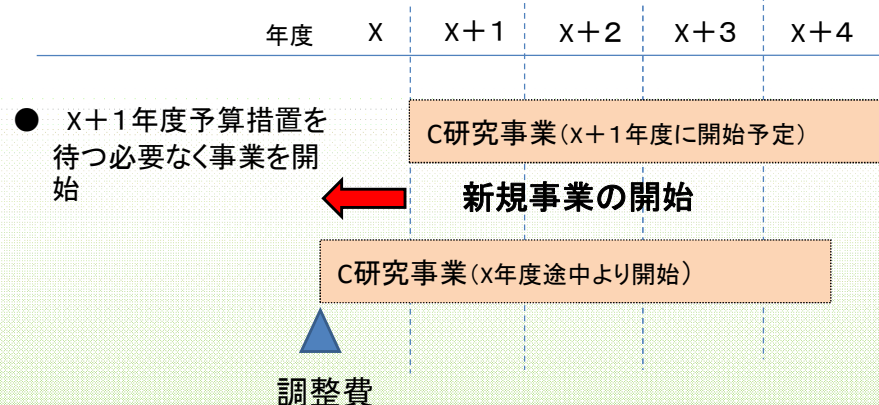 年度 X X+1 X+2 X+3 X+4
● X+1年度予算措置を
待つ必要なく事業を開
始
C研究事業(X+1年度に開始予定)
新規事業の開始
C研究事業(X年度途中より開始)
調整費